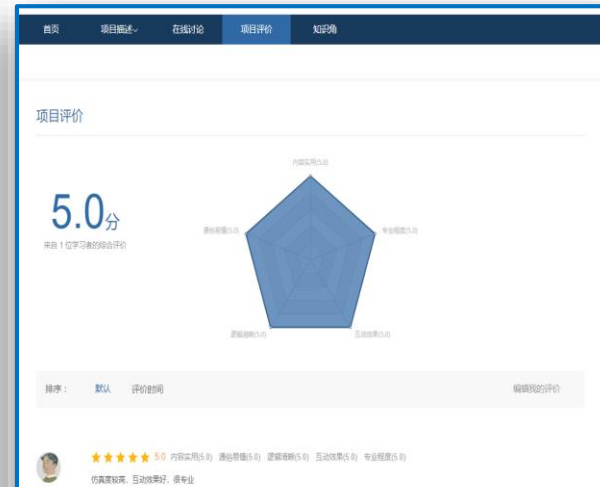 首页 项目描述 在线讨论 项目评价 知识角
项目评价
内容实用(5.0)
5.0分
通俗易懂(5.0) 专业程度(5.0)
来自 1 位学习者的综合评价
逻辑清晰(5.0) 互动效果(5.0)
排序： 默认 评价时间 编辑我的评价
5.0 内容实用(5.0) 通俗易懂(5.0) 逻辑清晰(5.0) 互动效果(5.0) 专业程度(5.0)
仿真度较高，互动效果好，很专业